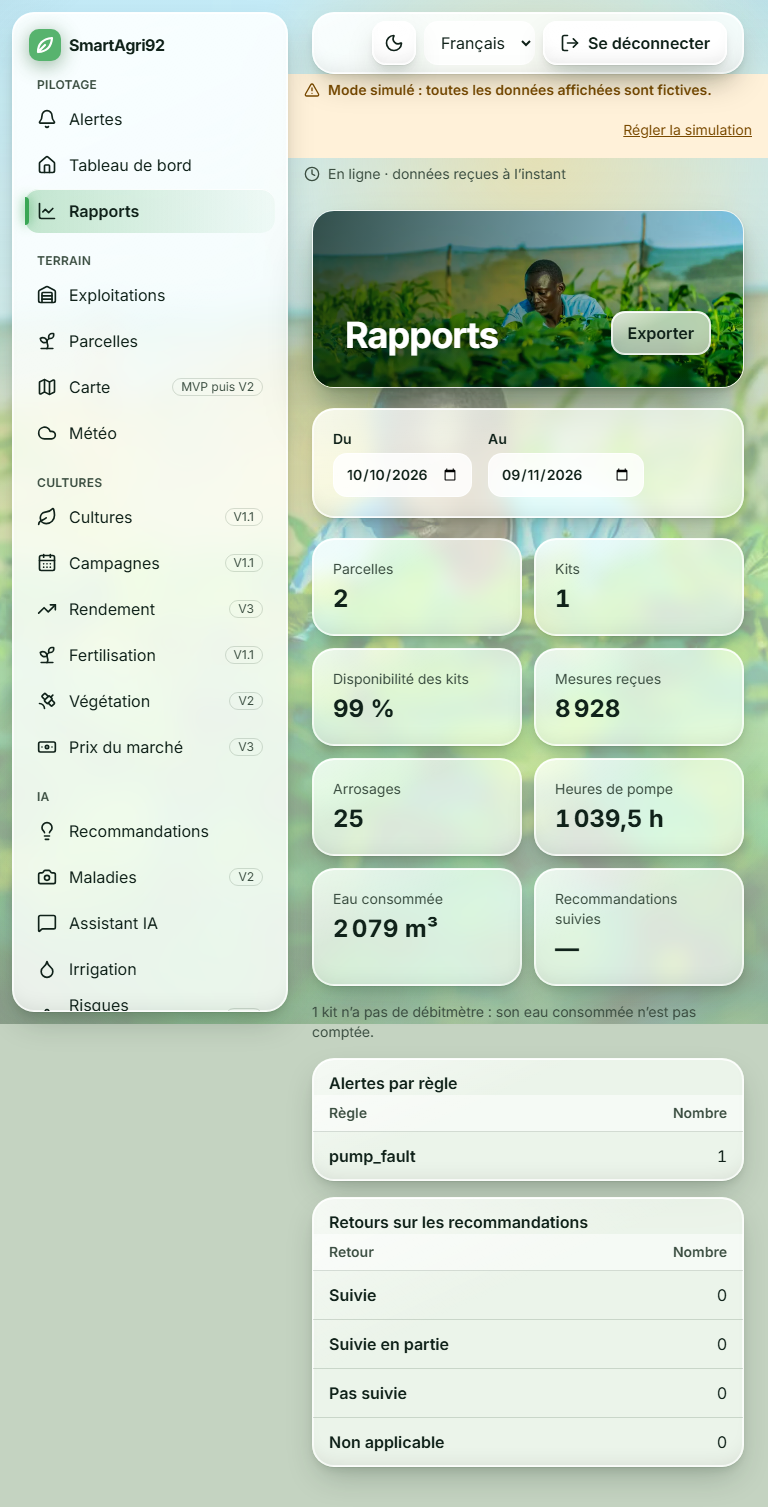 SmartAgri92
PILOTAGE
Alertes
Tableau de bord
Rapports
TERRAIN
Exploitations
Parcelles
Carte MVP puis V2
Météo
CULTURES
Cultures V1.1
Campagnes V1.1
Rendement V3
Fertilisation V1.1
Végétation V2
Prix du marché V3
IA
Recommandations
Maladies V2
Assistant IA
Irrigation
Risques
Français
Se déconnecter
Mode simulé : toutes les données affichées sont fictives.
Régler la simulation
En ligne · données reçues à l’instant
Rapports
Exporter
Du Au
10/10/2026 09/11/2026
Parcelles
2
Kits
1
Disponibilité des kits
99 %
Mesures reçues
8 928
Arrosages
25
Heures de pompe
1 039,5 h
Eau consommée
2 079 m³
Recommandations
suivies
—
1 kit n’a pas de débitmètre : son eau consommée n’est pas
comptée.
Alertes par règle
Règle Nombre
pump_fault 1
Retours sur les recommandations
Retour Nombre
Suivie 0
Suivie en partie 0
Pas suivie 0
Non applicable 0